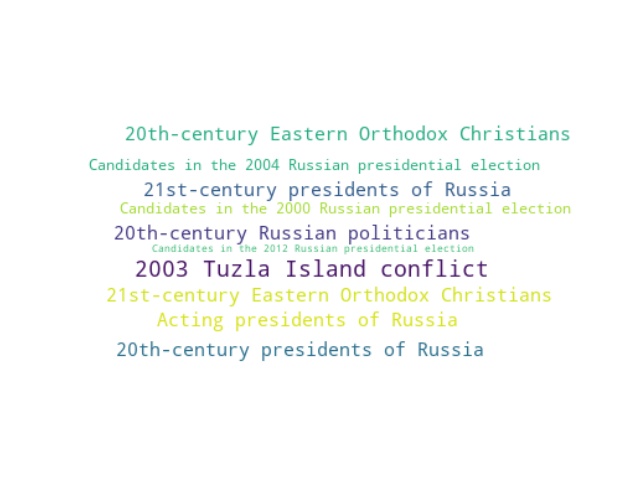 20th-century Eastern Orthodox Christians
Candidates in the 2004 Russian presidential election
21st-century presidents of Russia
Candidates in the 2000 Russian presidential election
20th-century Russian politicians
Candidates in the 2012 Russian presidential election
2003 Tuzla Island conflict
21st-century Eastern Orthodox Christians
Acting presidents of Russia
20th-century presidents of Russia